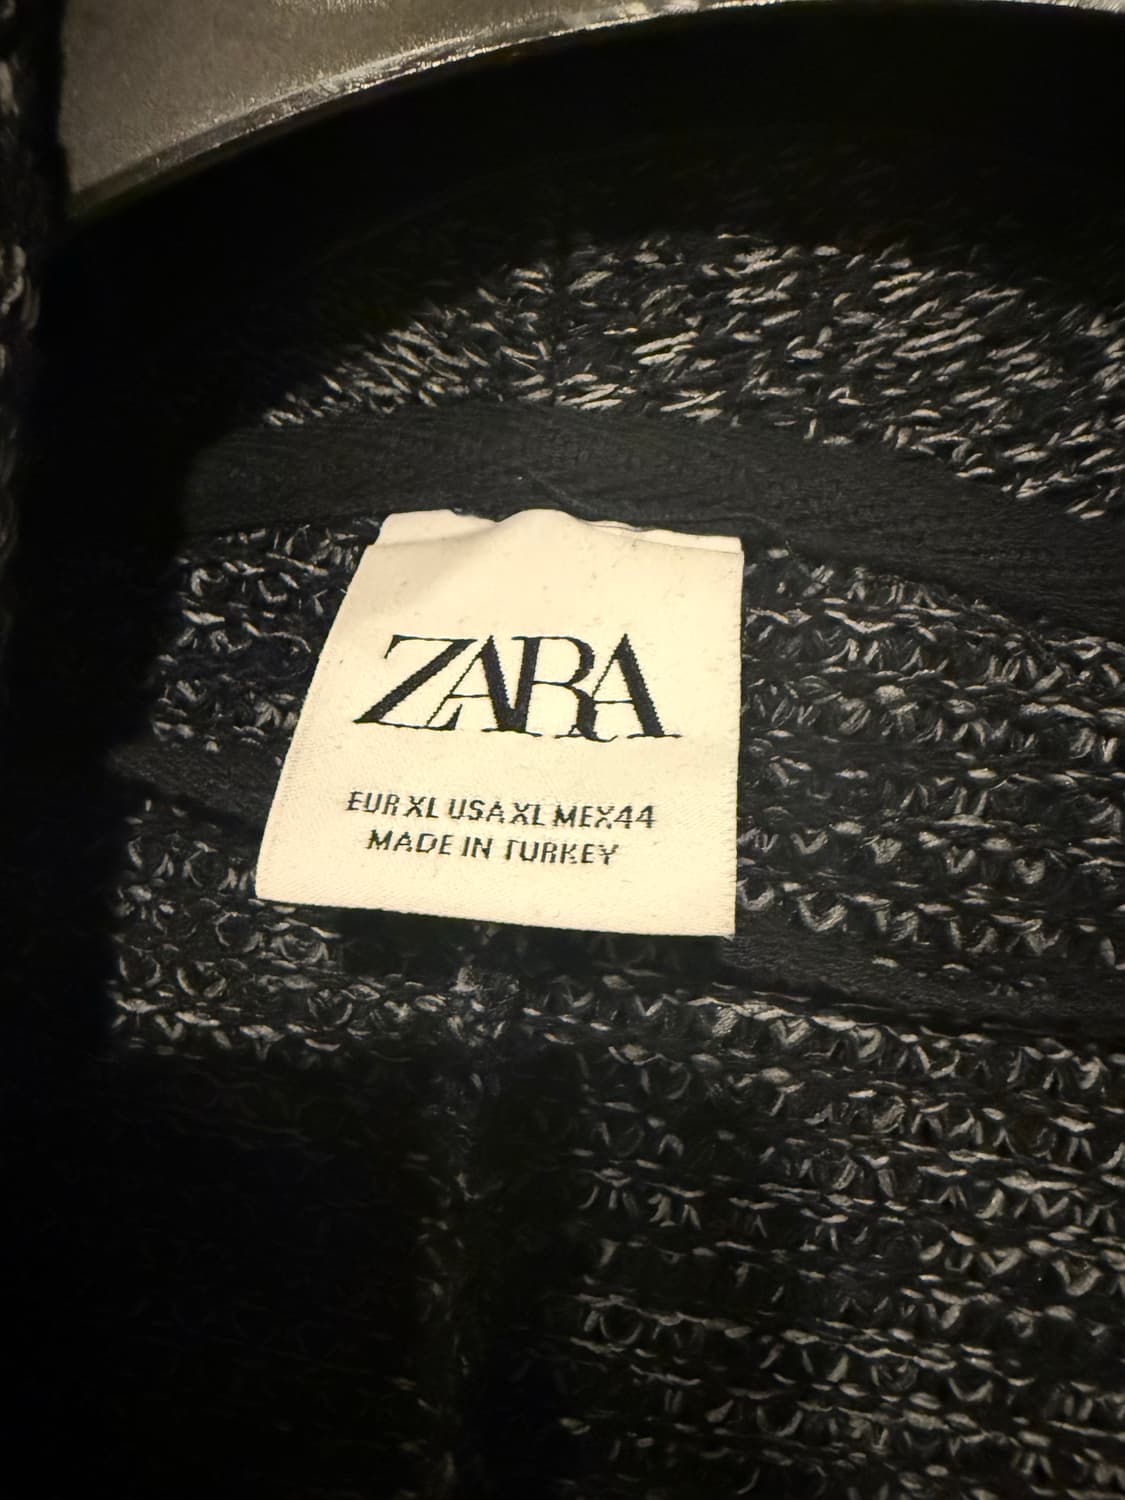 ZARA
EUR XL USA XL MEX 44
MADE IN TURKEY